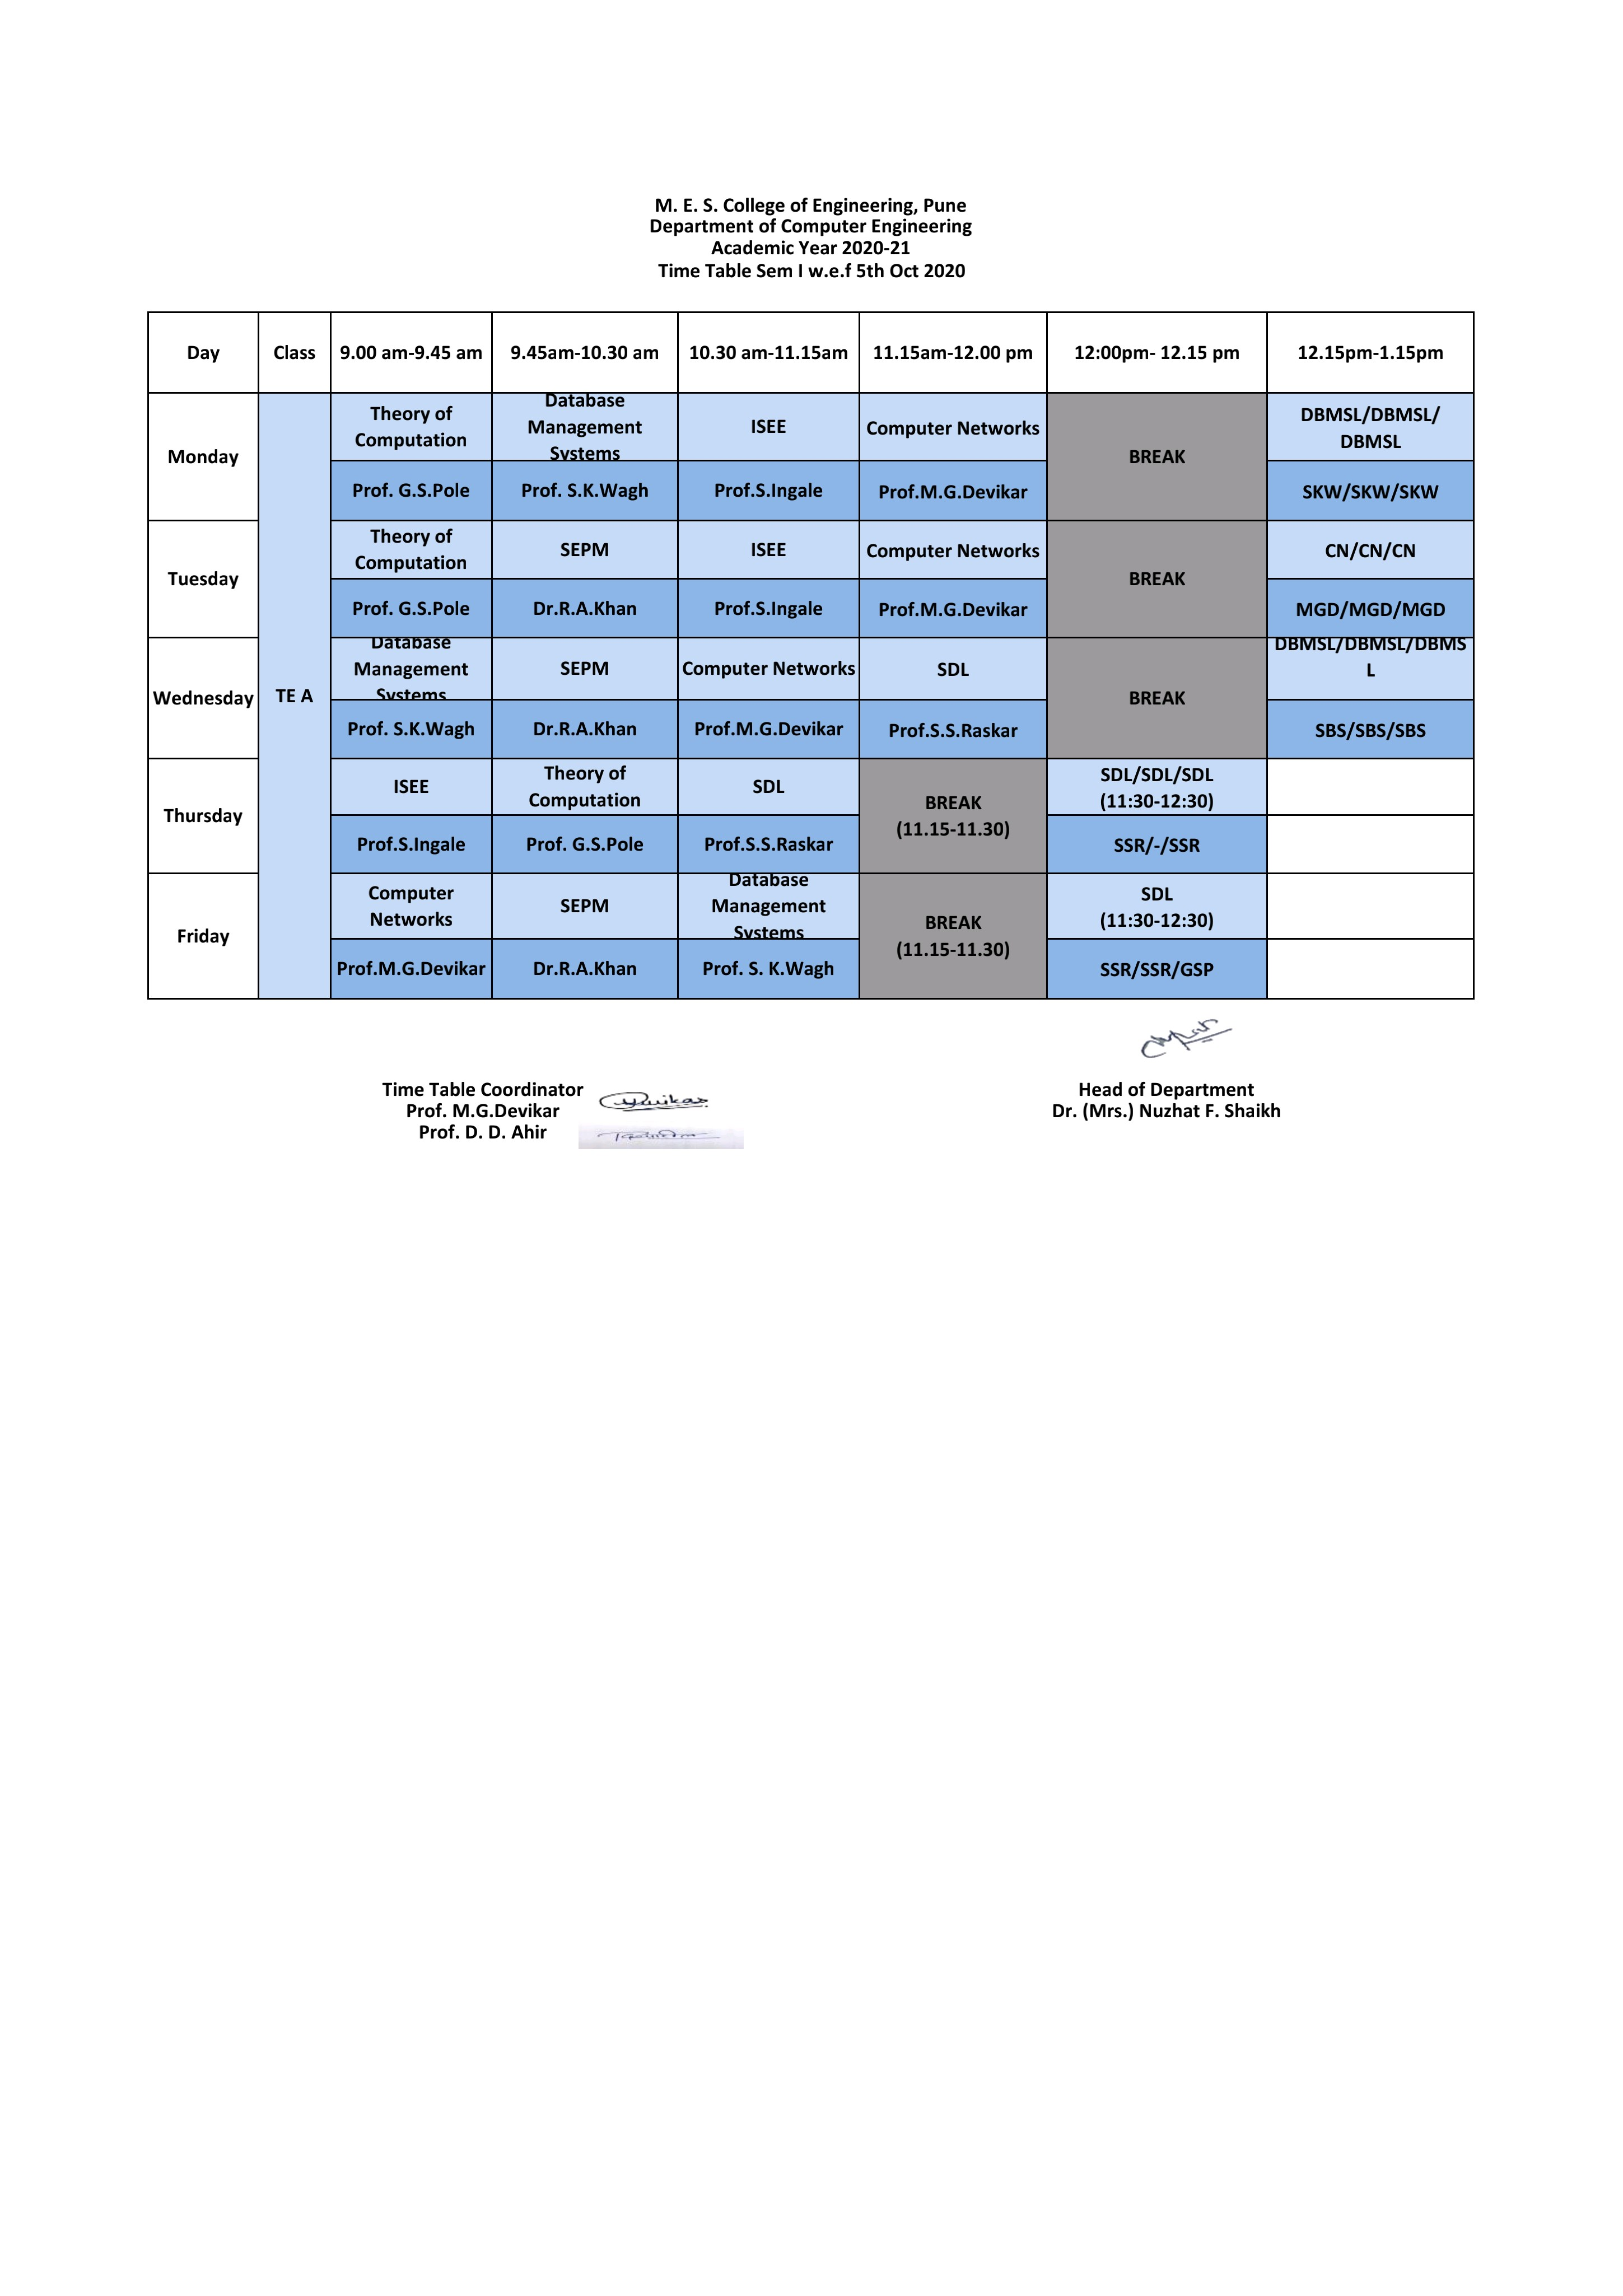 M. E. S. College of Engineering, Pune
Department of Computer Engineering
Academic Year 2020-21
Time Table Sem I w.e.f 5th Oct 2020
Day Class 9.00 am-9.45 am 9.45am-10.30 am 10.30 am-11.15am 11.15am-12.00 pm 12:00pm- 12.15 pm 12.15pm-1.15pm
Monday
TE A
Theory of
Computation
Database
Management
Systems
ISEE
Computer Networks
BREAK
DBMSL/DBMSL/
DBMSL
Prof. G.S.Pole Prof. S.K.Wagh Prof.S.Ingale Prof.M.G.Devikar SKW/SKW/SKW
Tuesday
Theory of
Computation
SEPM
ISEE
Computer Networks
BREAK
CN/CN/CN
Prof. G.S.Pole Dr.R.A.Khan Prof.S.Ingale Prof.M.G.Devikar MGD/MGD/MGD
Wednesday
Database
Management
Systems
SEPM
Computer Networks
SDL
BREAK
DBMSL/DBMSL/DBMS
L
Prof. S.K.Wagh Dr.R.A.Khan Prof.M.G.Devikar Prof.S.S.Raskar SBS/SBS/SBS
Thursday
ISEE
Theory of
Computation
SDL
BREAK
(11.15-11.30)
SDL/SDL/SDL
(11:30-12:30)
Prof.S.Ingale Prof. G.S.Pole Prof.S.S.Raskar SSR/-/SSR
Friday
Computer
Networks
SEPM
Database
Management
Systems
BREAK
(11.15-11.30)
SDL
(11:30-12:30)
Prof.M.G.Devikar Dr.R.A.Khan Prof. S. K.Wagh SSR/SSR/GSP
Time Table Coordinator
Prof. M.G.Devikar
Prof. D. D. Ahir
Head of Department
Dr. (Mrs.) Nuzhat F. Shaikh